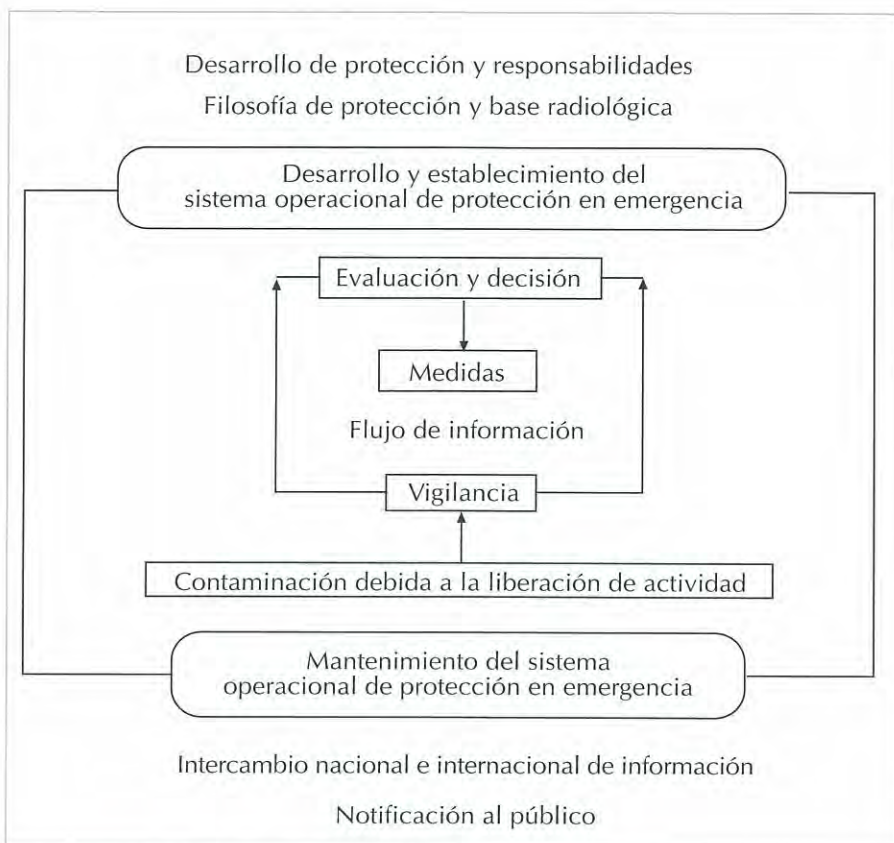 Desarrollo de protección y responsabilidades
Filosofía de protección y base radiológica
Desarrollo y establecimiento del
sistema operacional de protección en emergencia
Evaluación y decisión
Medidas
Flujo de información
Vigilancia
Contaminación debida a la liberación de actividad
Mantenimiento del sistema
operacional de protección en emergencia
Intercambio nacional e internacional de información
Notificación al público